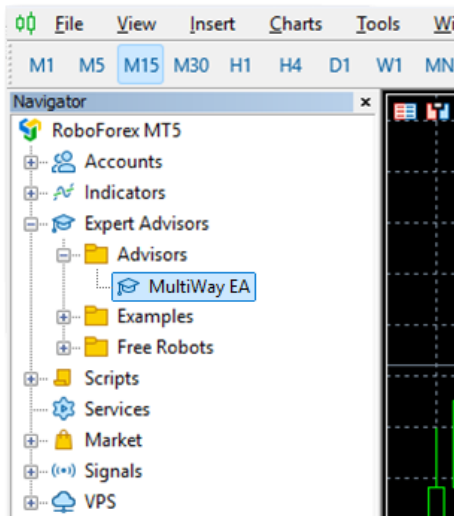 File View Insert Charts Tools
M1 M5 M15 M30 H1 H4 D1 W1 MN
Navigator
RoboForex MT5
Accounts
Indicators
Expert Advisors
Advisors
MultiWay EA
Examples
Free Robots
Scripts
Services
Market
Signals
VPS